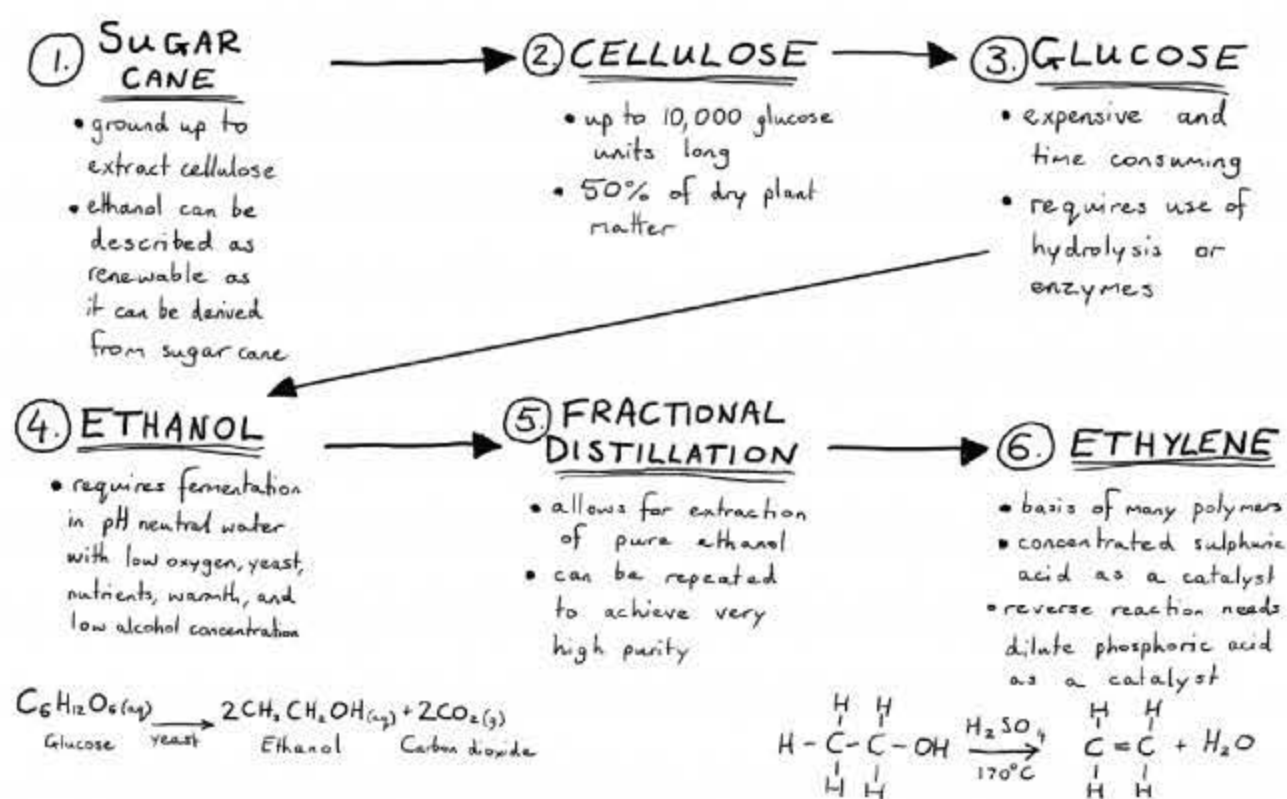 1. SUGAR CANE
• ground up to
extract cellulose
• ethanol can be
described as
renewable as
it can be derived
from sugar cane
2. CELLULOSE
• up to 10,000 glucose
units long
• 50% of dry plant
matter
3. GLUCOSE
• expensive and
time consuming
• requires use of
hydrolysis or
enzymes
4. ETHANOL
• requires fermentation
in pH neutral water
with low oxygen, yeast,
nutrients, warmth, and
low alcohol concentration
5. FRACTIONAL
DISTILLATION
• allows for extraction
of pure ethanol
• can be repeated
to achieve very
high purity
6. ETHYLENE
• basis of many polymers
• concentrated sulphuric
acid as a catalyst
• reverse reaction needs
dilute phosphoric acid
as a catalyst
C6H12O6(aq) → 2CH3CH2OH(aq) + 2CO2(g)
Glucose yeast Ethanol Carbon dioxide
H H H H
H - C - C - OH H2SO4 → C = C + H2O
170°C
H H H H